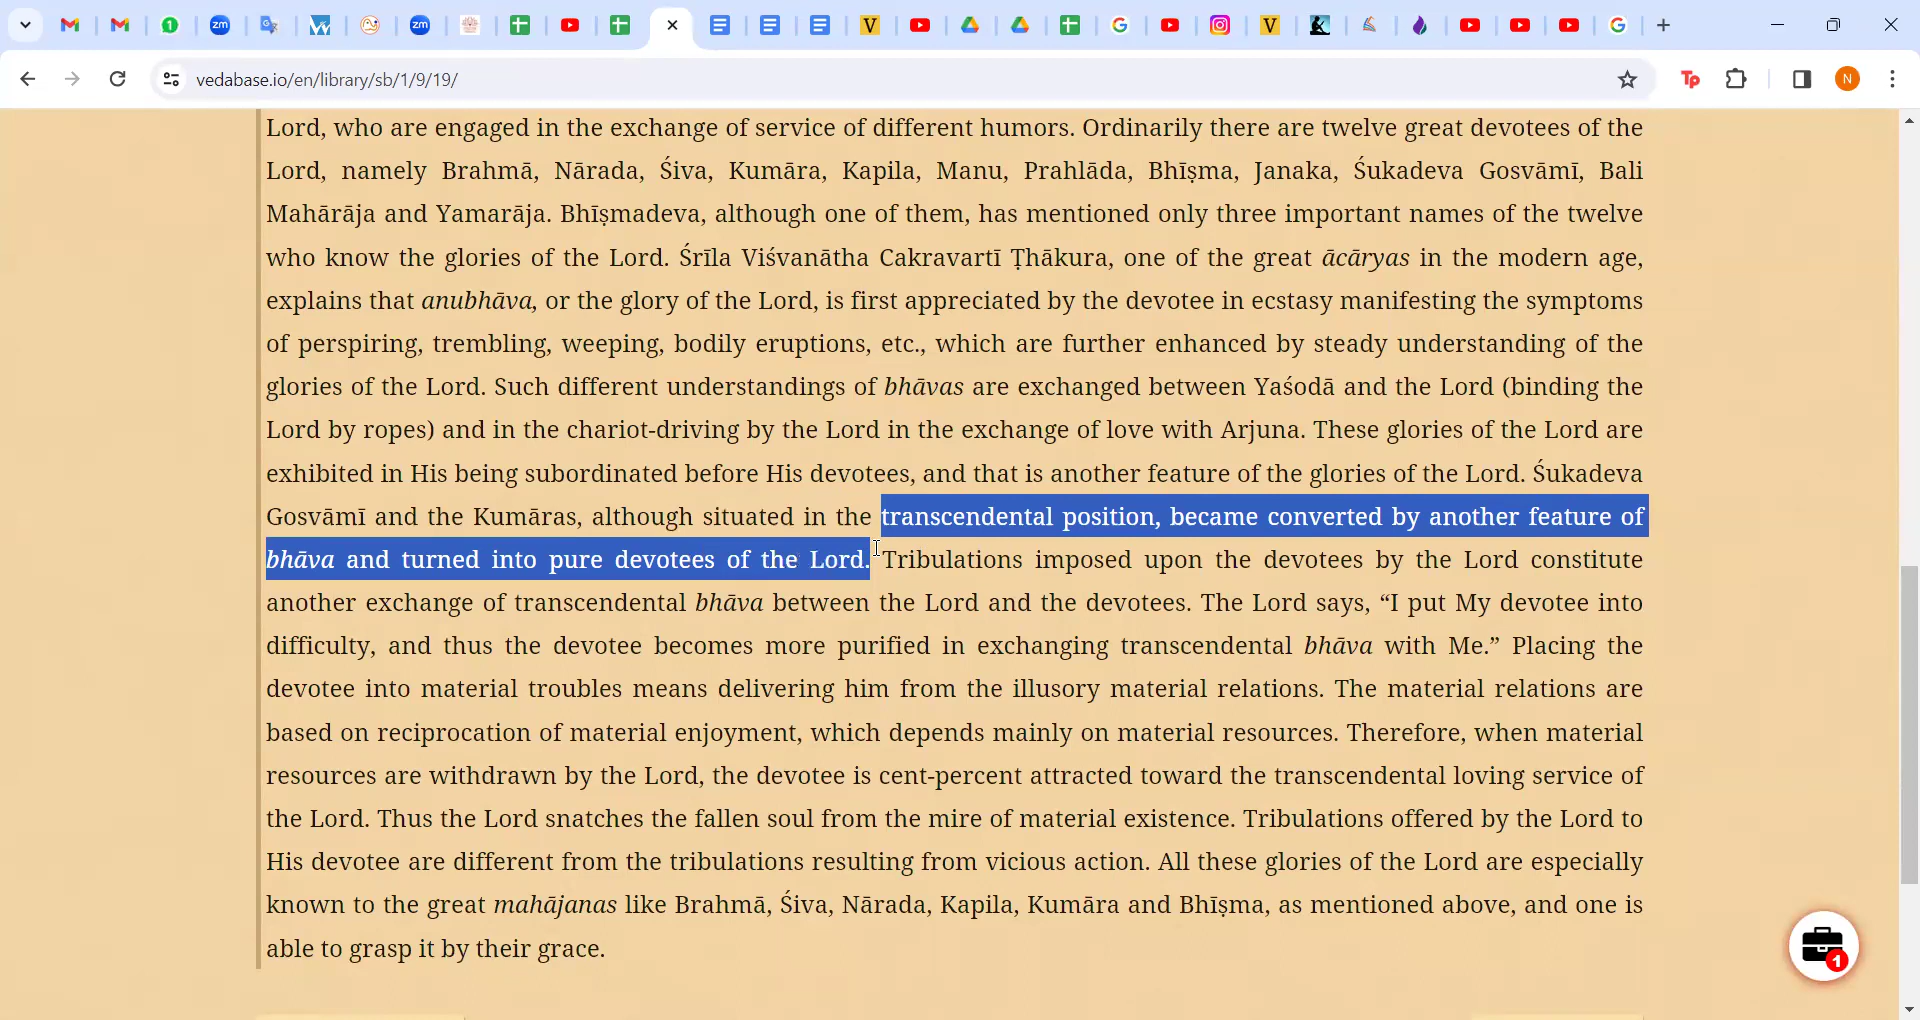 vedabase.io/en/library/sb/1/9/19/
Lord, who are engaged in the exchange of service of different humors. Ordinarily there are twelve great devotees of the
Lord, namely Brahmā, Nārada, Śiva, Kumāra, Kapila, Manu, Prahlāda, Bhīṣma, Janaka, Śukadeva Gosvāmī, Bali
Mahārāja and Yamarāja. Bhīṣmadeva, although one of them, has mentioned only three important names of the twelve
who know the glories of the Lord. Śrīla Viśvanātha Cakravartī Ṭhākura, one of the great ācāryas in the modern age,
explains that anubhāva, or the glory of the Lord, is first appreciated by the devotee in ecstasy manifesting the symptoms
of perspiring, trembling, weeping, bodily eruptions, etc., which are further enhanced by steady understanding of the
glories of the Lord. Such different understandings of bhāvas are exchanged between Yaśodā and the Lord (binding the
Lord by ropes) and in the chariot-driving by the Lord in the exchange of love with Arjuna. These glories of the Lord are
exhibited in His being subordinated before His devotees, and that is another feature of the glories of the Lord. Śukadeva
Gosvāmī and the Kumāras, although situated in the transcendental position, became converted by another feature of
bhāva and turned into pure devotees of the Lord. Tribulations imposed upon the devotees by the Lord constitute
another exchange of transcendental bhāva between the Lord and the devotees. The Lord says, “I put My devotee into
difficulty, and thus the devotee becomes more purified in exchanging transcendental bhāva with Me.” Placing the
devotee into material troubles means delivering him from the illusory material relations. The material relations are
based on reciprocation of material enjoyment, which depends mainly on material resources. Therefore, when material
resources are withdrawn by the Lord, the devotee is cent-percent attracted toward the transcendental loving service of
the Lord. Thus the Lord snatches the fallen soul from the mire of material existence. Tribulations offered by the Lord to
His devotee are different from the tribulations resulting from vicious action. All these glories of the Lord are especially
known to the great mahājanas like Brahmā, Śiva, Nārada, Kapila, Kumāra and Bhīṣma, as mentioned above, and one is
able to grasp it by their grace.
1